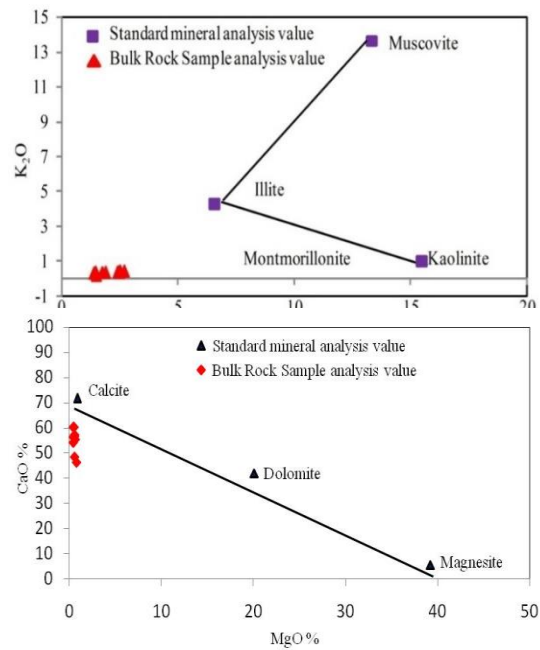 15
Standard mineral analysis value
13
Muscovite
Bulk Rock Sample analysis value
11
9
K₂O
7
5
Illite
3
1
Montmorillonite
Kaolinite
-1
0 5 10 15 20
100
Standard mineral analysis value
90
Bulk Rock Sample analysis value
80
Calcite
70
60
50
CaO %
40
Dolomite
30
20
10
Magnesite
0
0 10 20 30 40 50
MgO %